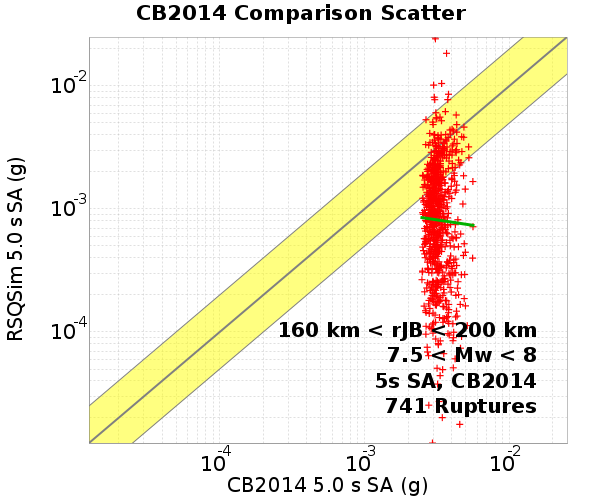 CB2014 Comparison Scatter
RSQSim 5.0 s SA (g)
10-2
10-3
10-4
160 km < rJB < 200 km
7.5 < Mw < 8
5s SA, CB2014
741 Ruptures
10-4 10-3 10-2
CB2014 5.0 s SA (g)